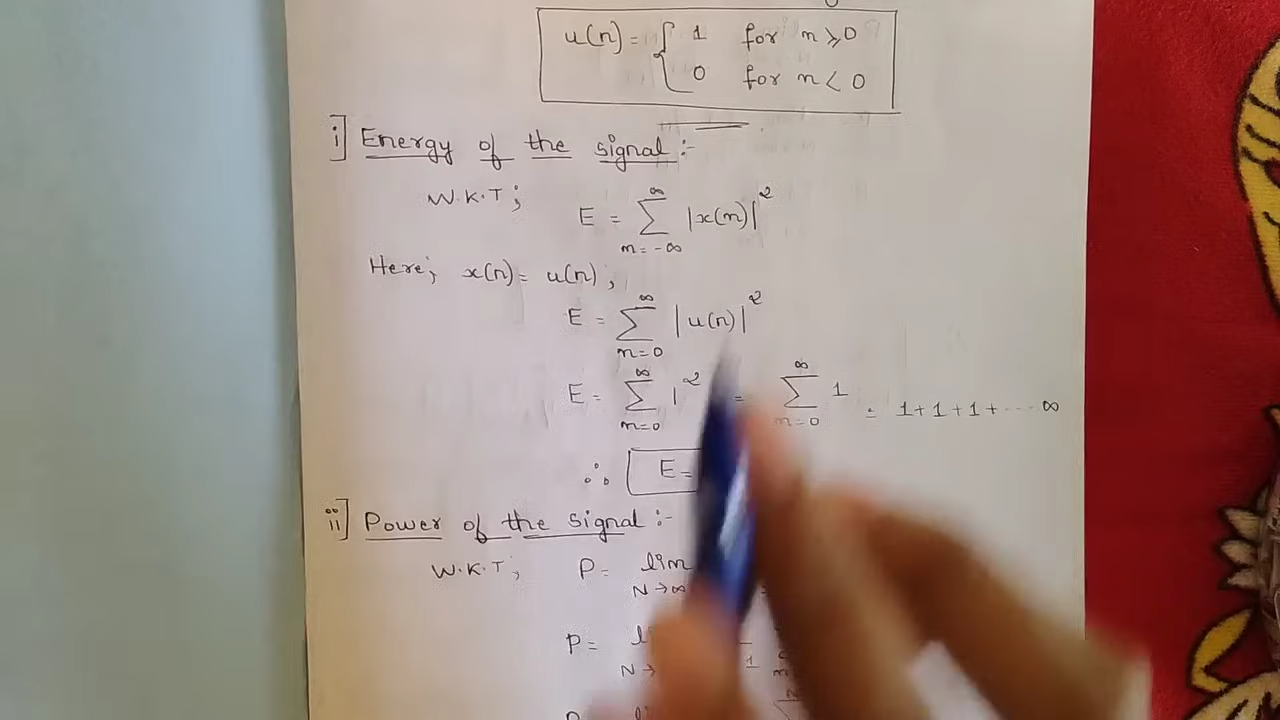 u(n) = { 1 for n ≥ 0
0 for n < 0
i] Energy of the signal :-
W.K.T; E = ∞ Σ n=-∞ |x(n)|²
Here; x(n) = u(n);
E = ∞ Σ n=0 |u(n)|²
E = ∞ Σ n=0 1² = ∞ Σ n=0 1 = 1+1+1+ ---- ∞
∴ E =
ii] Power of the signal :-
W.K.T; P = lim N→∞
P = N→ 1